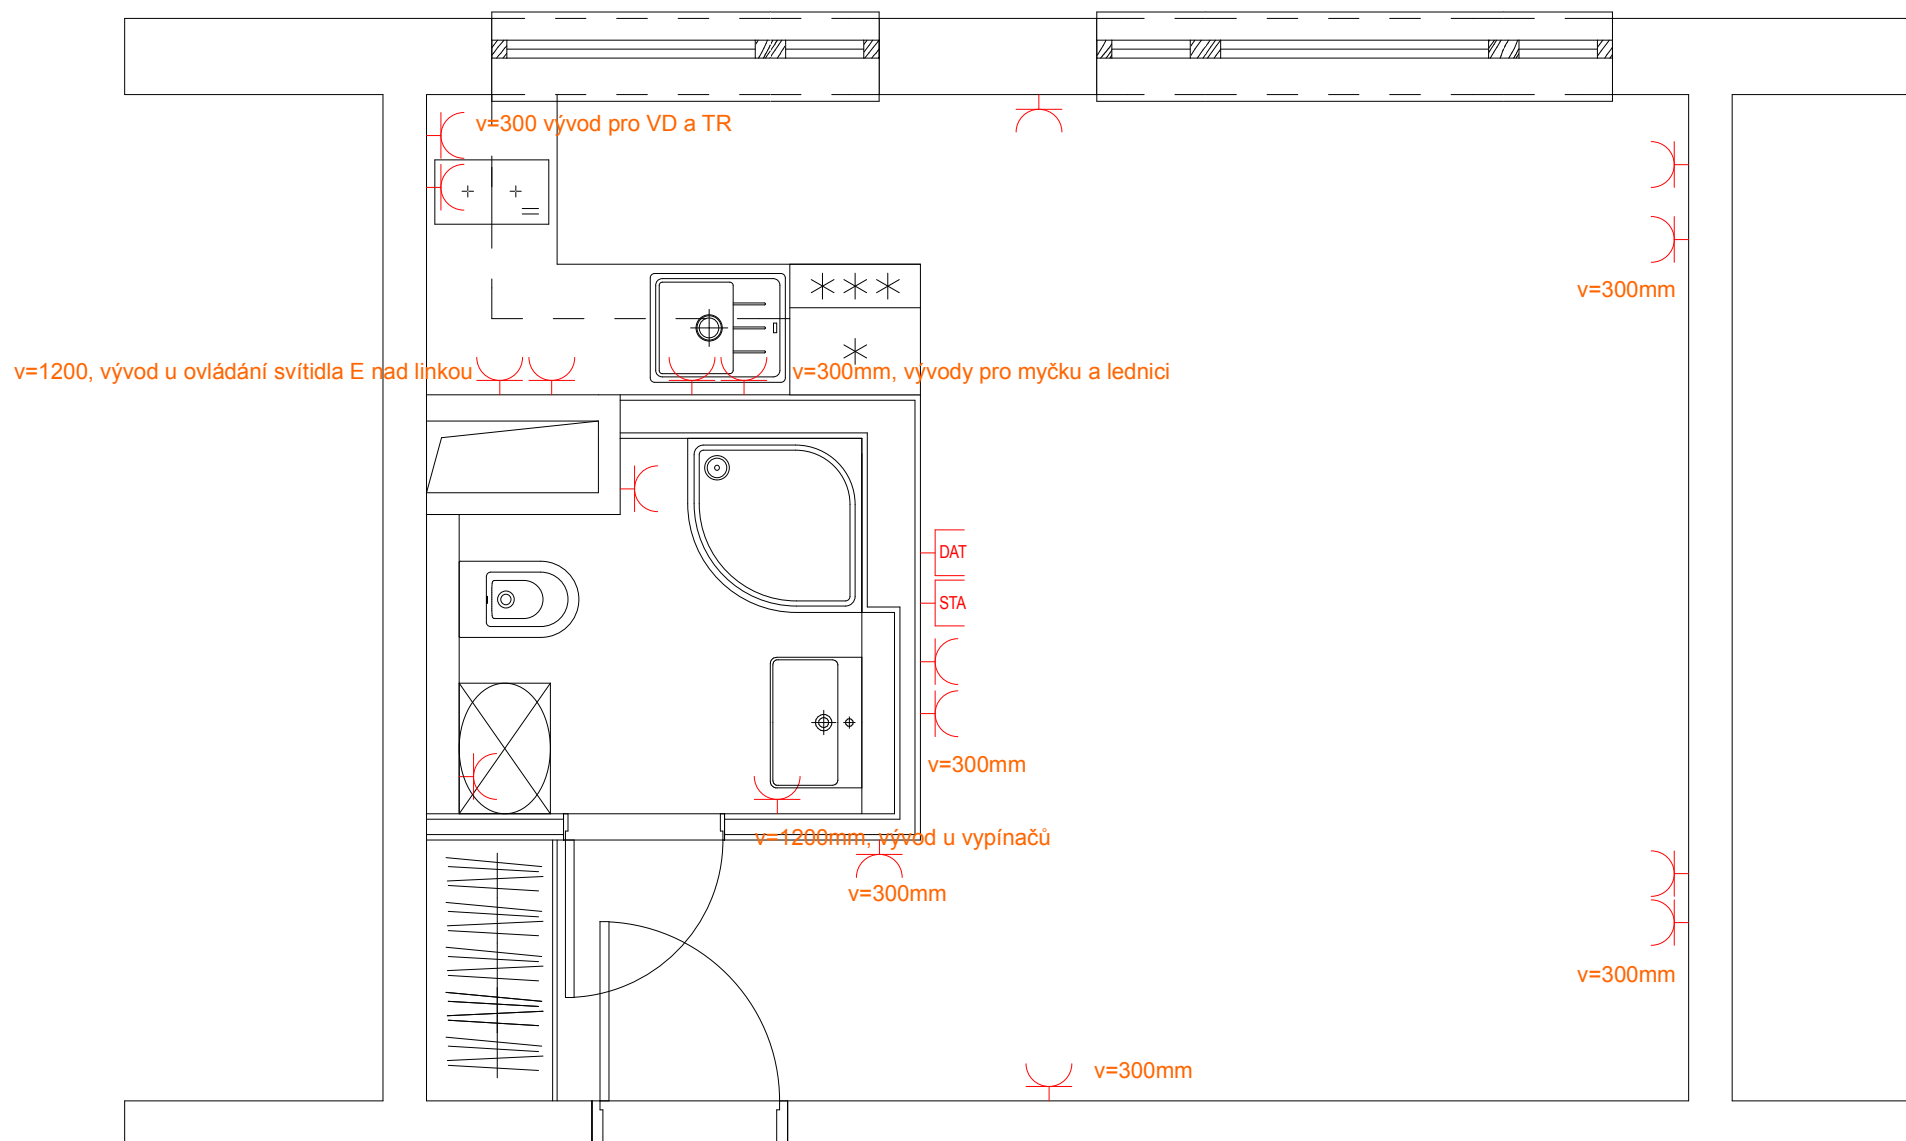 v=300 vývod pro VD a TR
v=300mm
v=1200, vývod u ovládání svítidla E nad linkou
v=300mm, vývody pro myčku a lednici
DAT
STA
v=300mm
v=1200mm, vývod u vypínačů
v=300mm
v=300mm
v=300mm